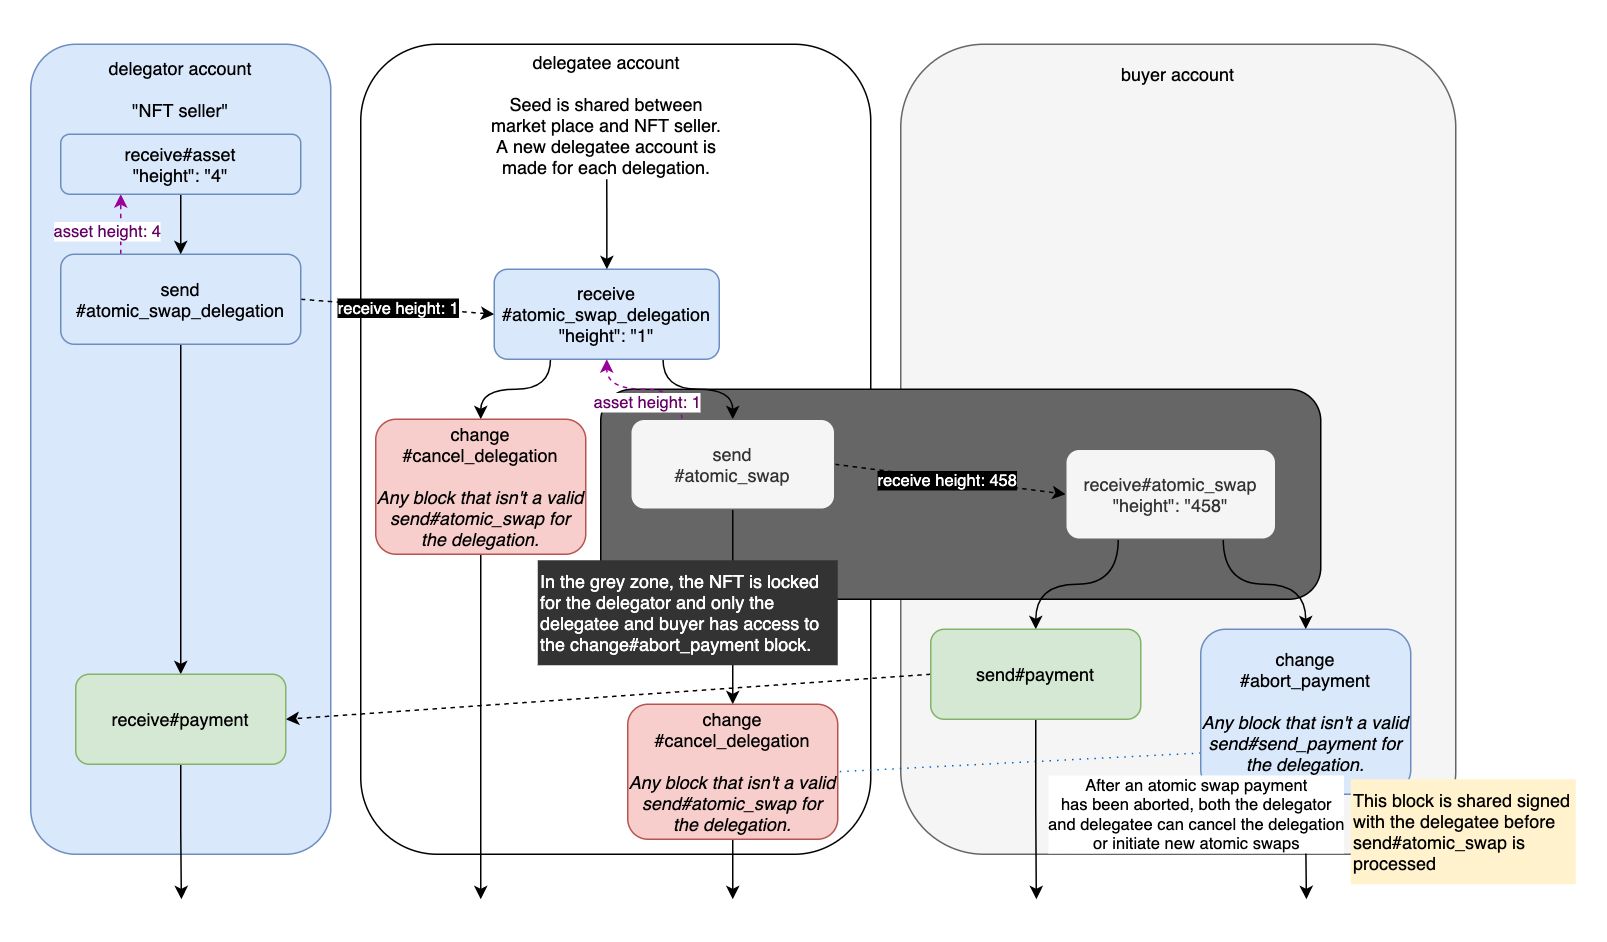 delegator account
"NFT seller"
receive#asset
"height": "4"
asset height: 4
send
#atomic_swap_delegation
receive#payment
receive height: 1
delegatee account
Seed is shared between
market place and NFT seller.
A new delegatee account is
made for each delegation.
receive
#atomic_swap_delegation
"height": "1"
asset height: 1
change
#cancel_delegation
Any block that isn't a valid
send#atomic_swap for
the delegation.
send
#atomic_swap
receive height: 458
In the grey zone, the NFT is locked
for the delegator and only the
delegatee and buyer has access to
the change#abort_payment block.
change
#cancel_delegation
Any block that isn't a valid
send#atomic_swap for
the delegation.
buyer account
receive#atomic_swap
"height": "458"
send#payment
change
#abort_payment
Any block that isn't a valid
send#send_payment for
the delegation.
After an atomic swap payment
has been aborted, both the delegator
and delegatee can cancel the delegation
or initiate new atomic swaps
This block is shared signed
with the delegatee before
send#atomic_swap is
processed